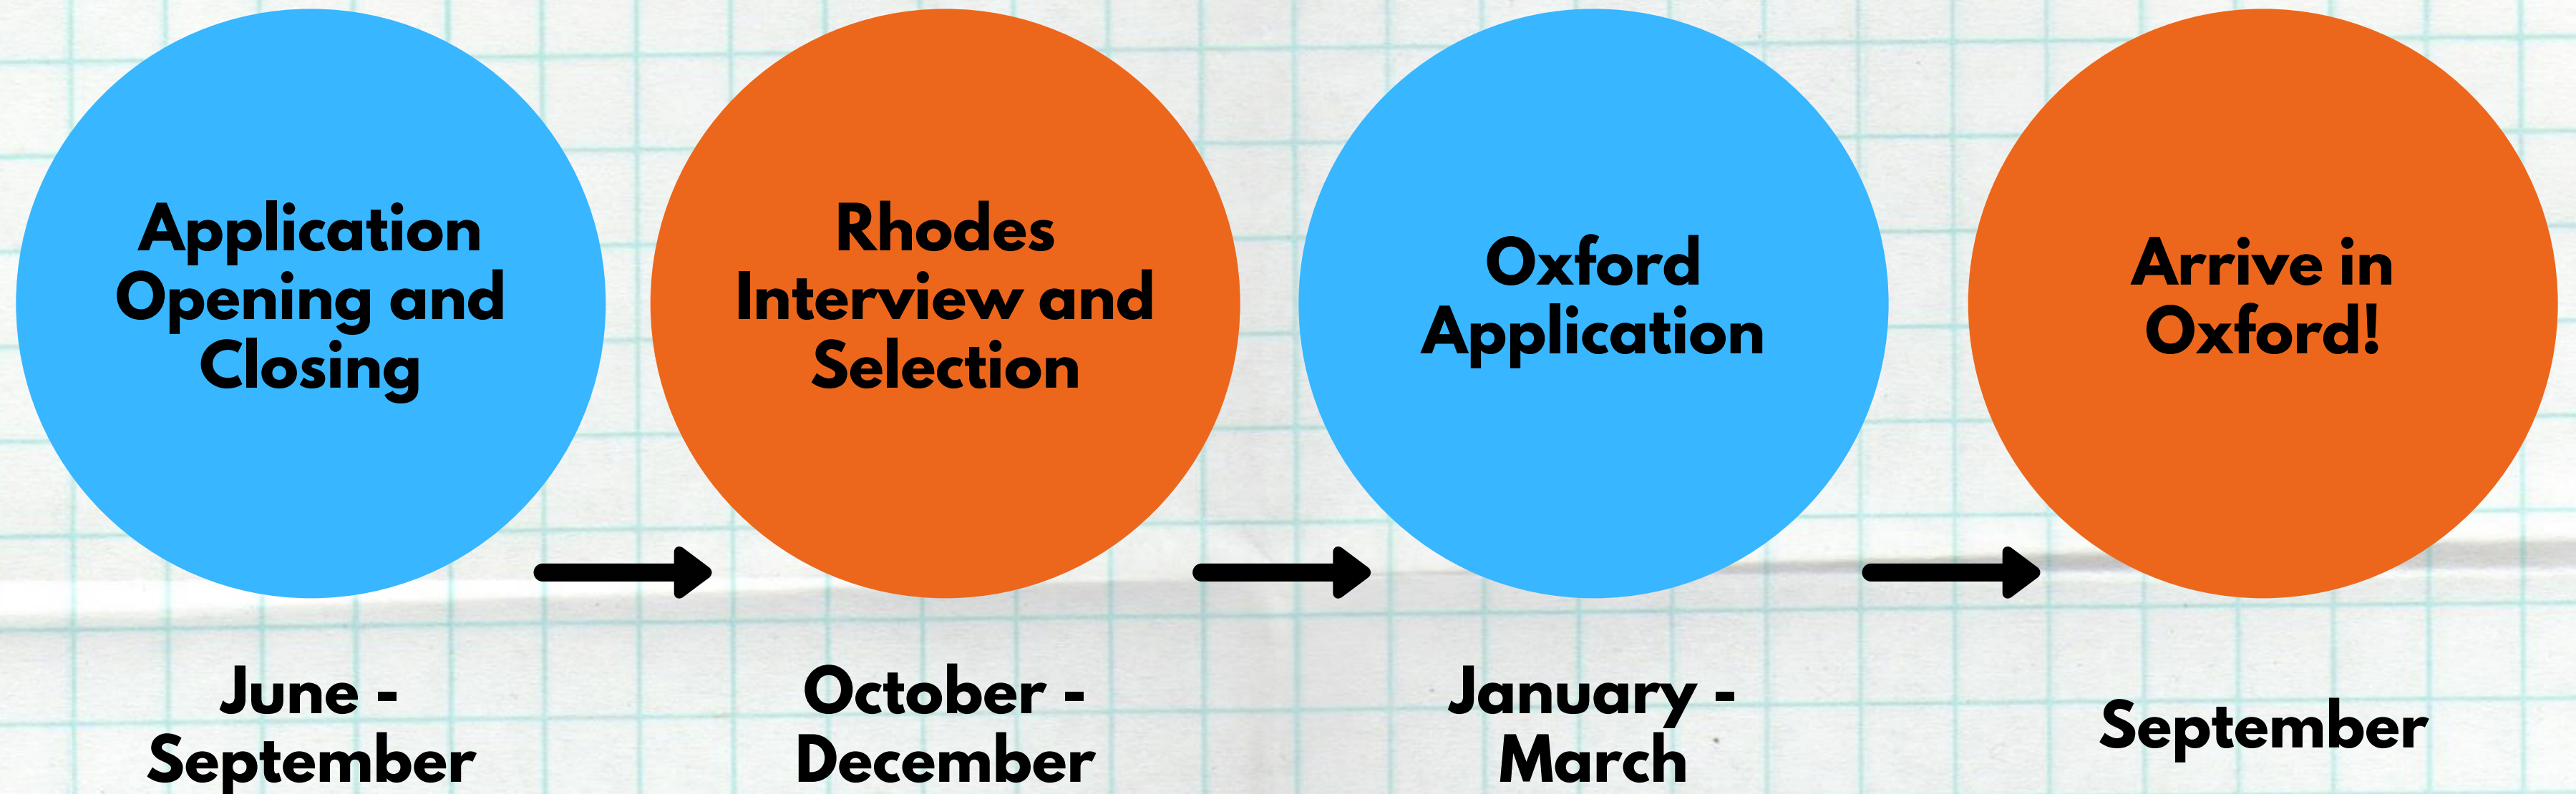 Application
Opening and
Closing
Rhodes
Interview and
Selection
Oxford
Application
Arrive in
Oxford!
June -
September
October -
December
January -
March
September